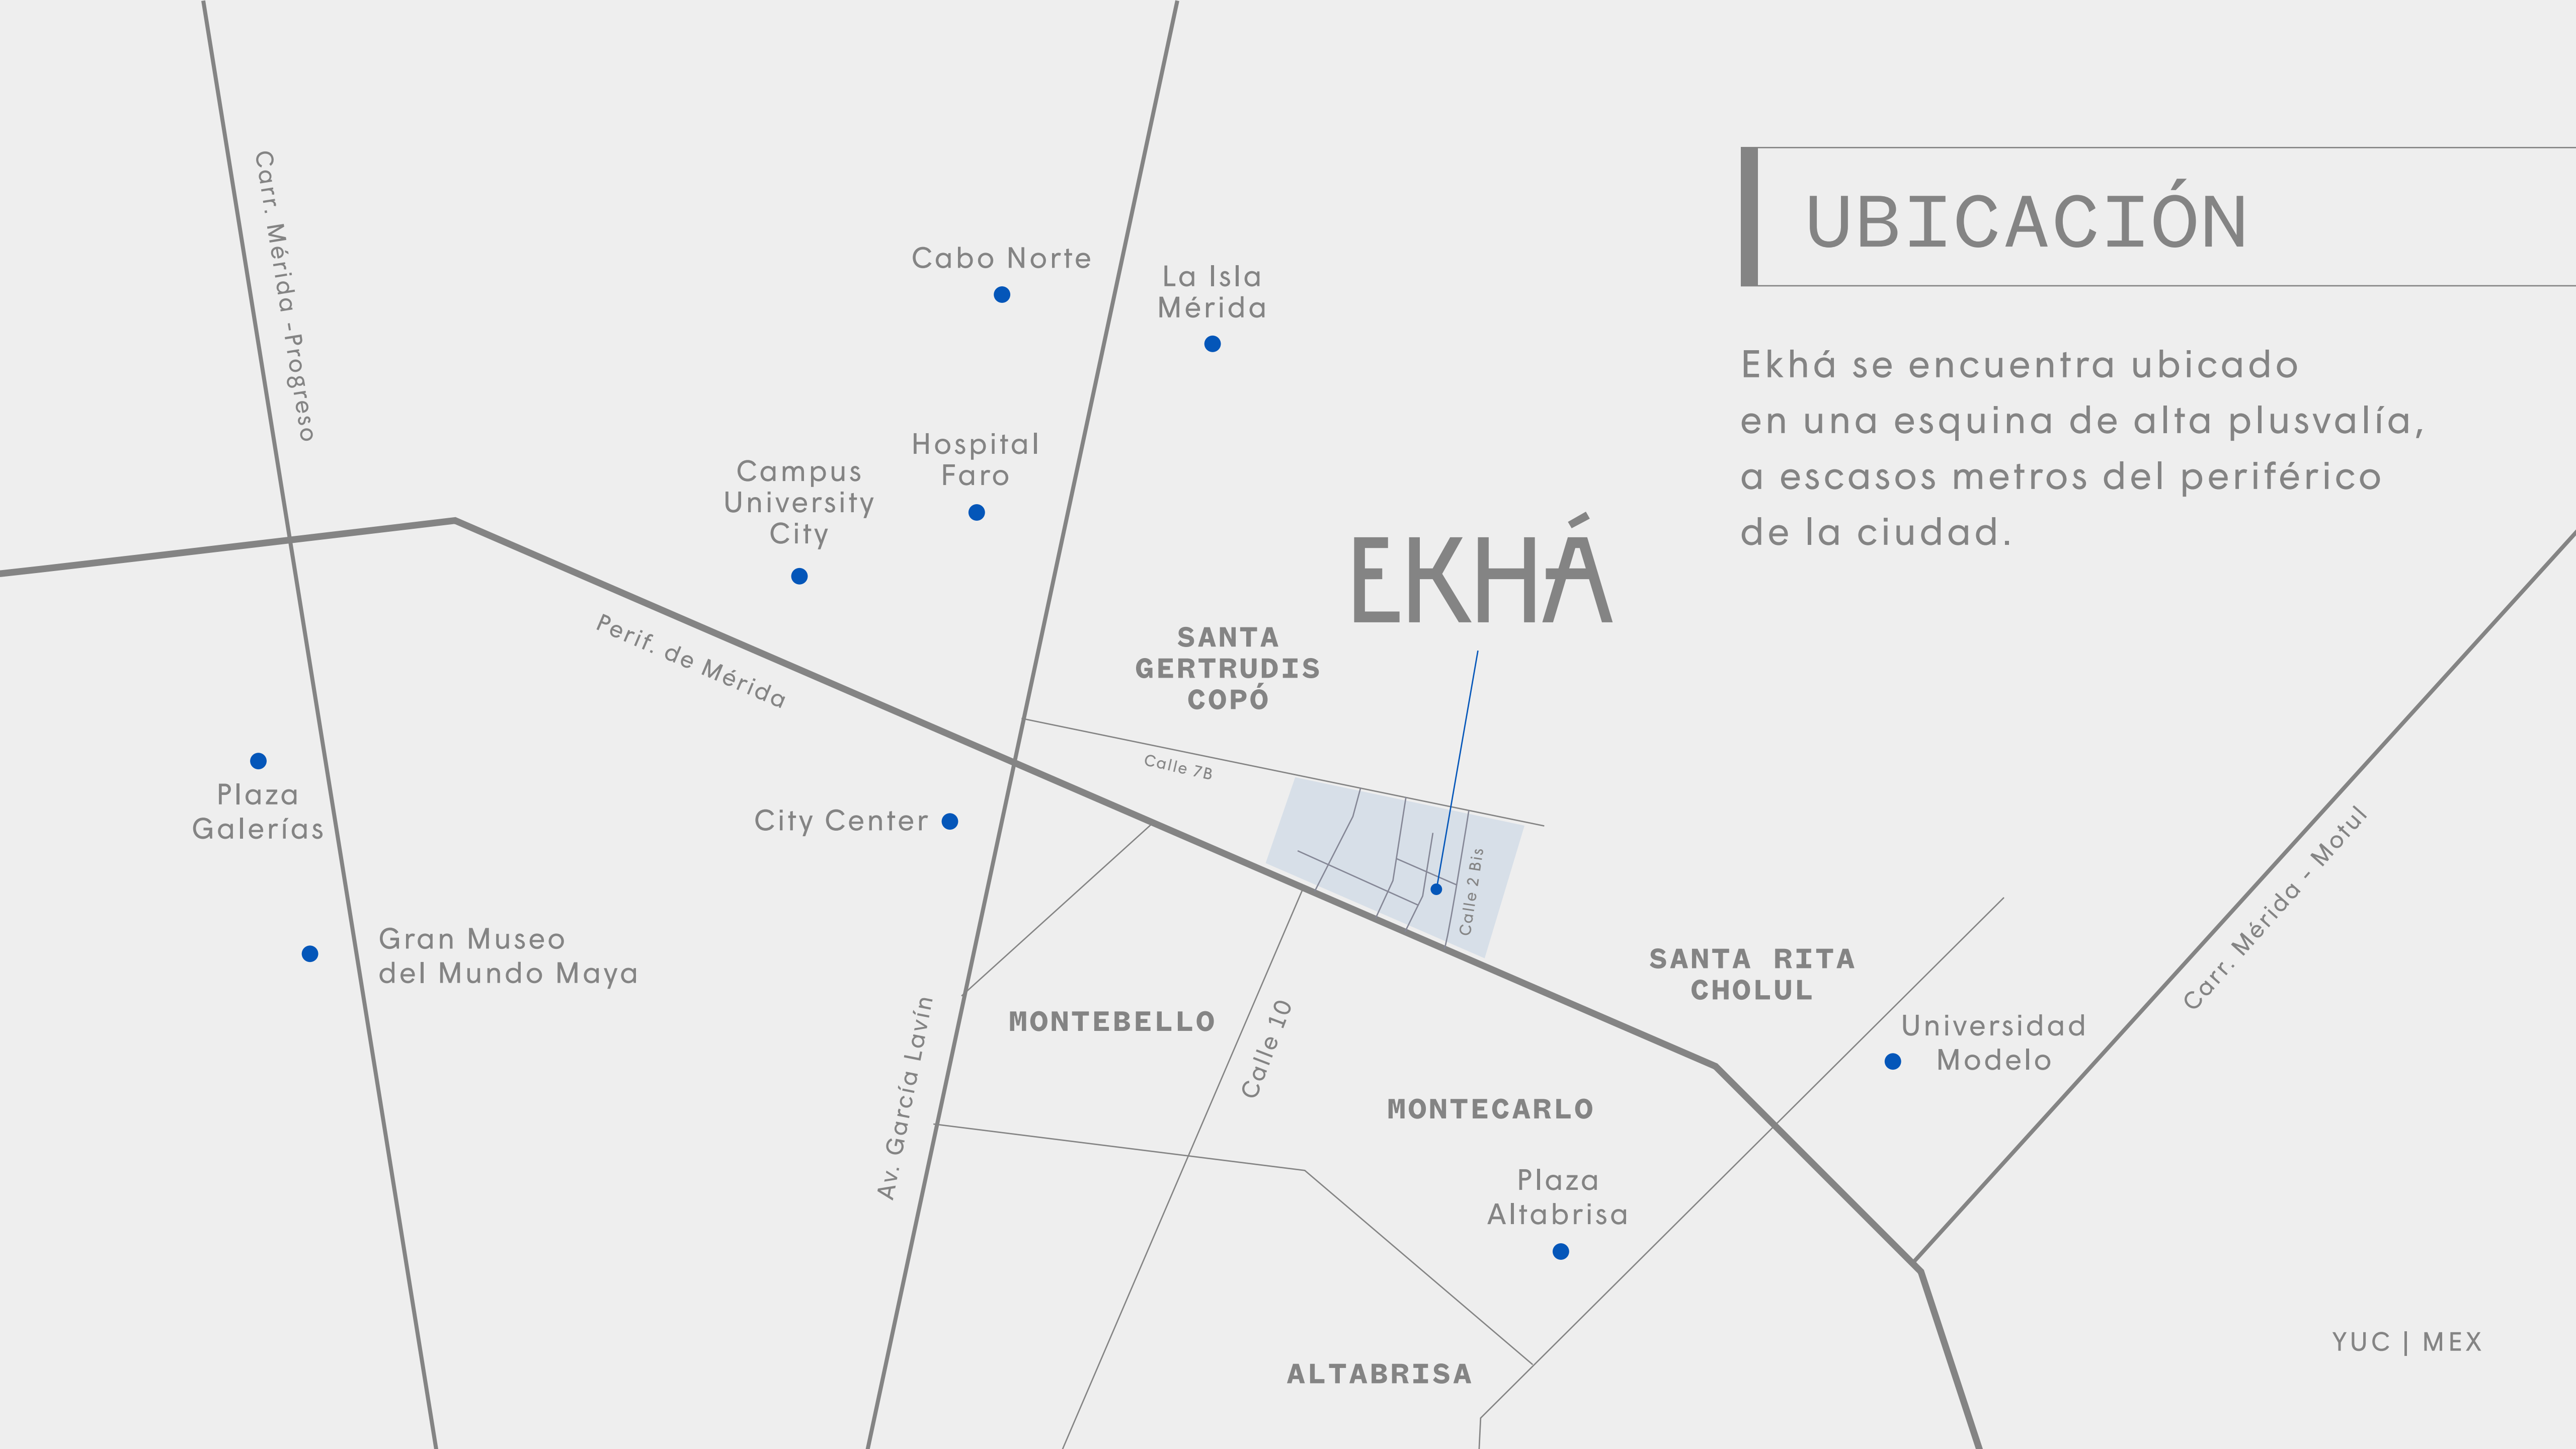 UBICACIÓN
Ekhá se encuentra ubicado
en una esquina de alta plusvalía,
a escasos metros del periférico
de la ciudad.
Carr. Mérida -Progreso
Cabo Norte
La Isla
Mérida
Hospital
Faro
Campus
University
City
EKHÁ
Perif. de Mérida
SANTA
GERTRUDIS
COPÓ
Calle 7B
Plaza
Galerías
City Center
Calle 2 Bis
Carr. Mérida - Motul
Gran Museo
del Mundo Maya
SANTA RITA
CHOLUL
Av. García Lavín
MONTEBELLO
Calle 10
Universidad
Modelo
MONTECARLO
Plaza
Altabrisa
ALTABRISA
YUC | MEX